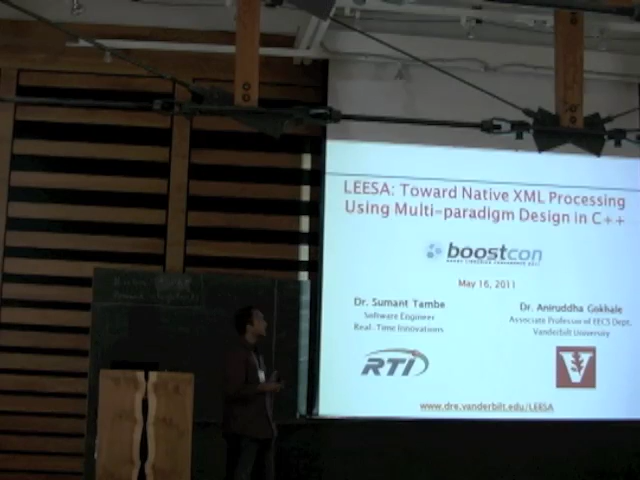 LEESA: Toward Native XML Processing
Using Multi-paradigm Design in C++
boostcon
May 16, 2011
Dr. Sumant Tambe
Software Engineer
Real-Time Innovations
Dr. Aniruddha Gokhale
Associate Professor of EECS Dept.
Vanderbilt University
RTI
V
www.dre.vanderbilt.edu/LEESA